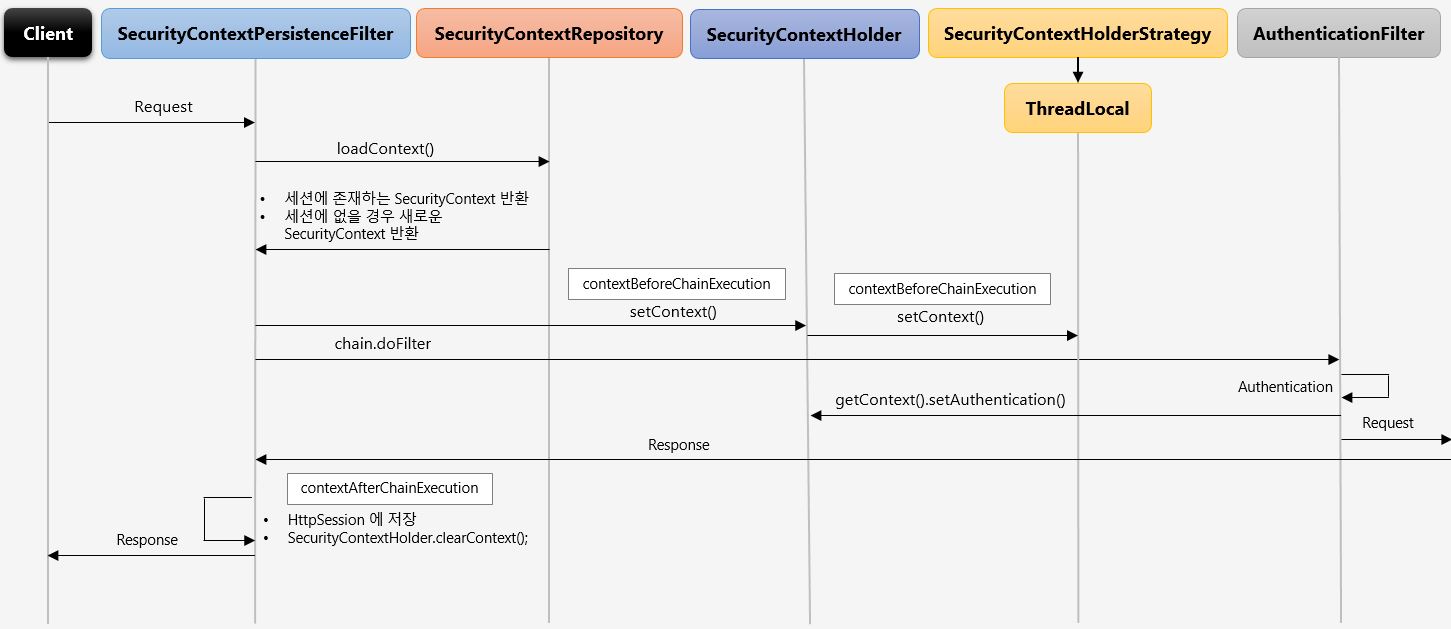 Client
SecurityContextPersistenceFilter
SecurityContextRepository
SecurityContextHolder
SecurityContextHolderStrategy
AuthenticationFilter
ThreadLocal
Request
loadContext()
• 세션에 존재하는 SecurityContext 반환
• 세션에 없을 경우 새로운
SecurityContext 반환
contextBeforeChainExecution
setContext()
contextBeforeChainExecution
setContext()
chain.doFilter
Authentication
getContext().setAuthentication()
Request
Response
contextAfterChainExecution
• HttpSession 에 저장
• SecurityContextHolder.clearContext();
Response